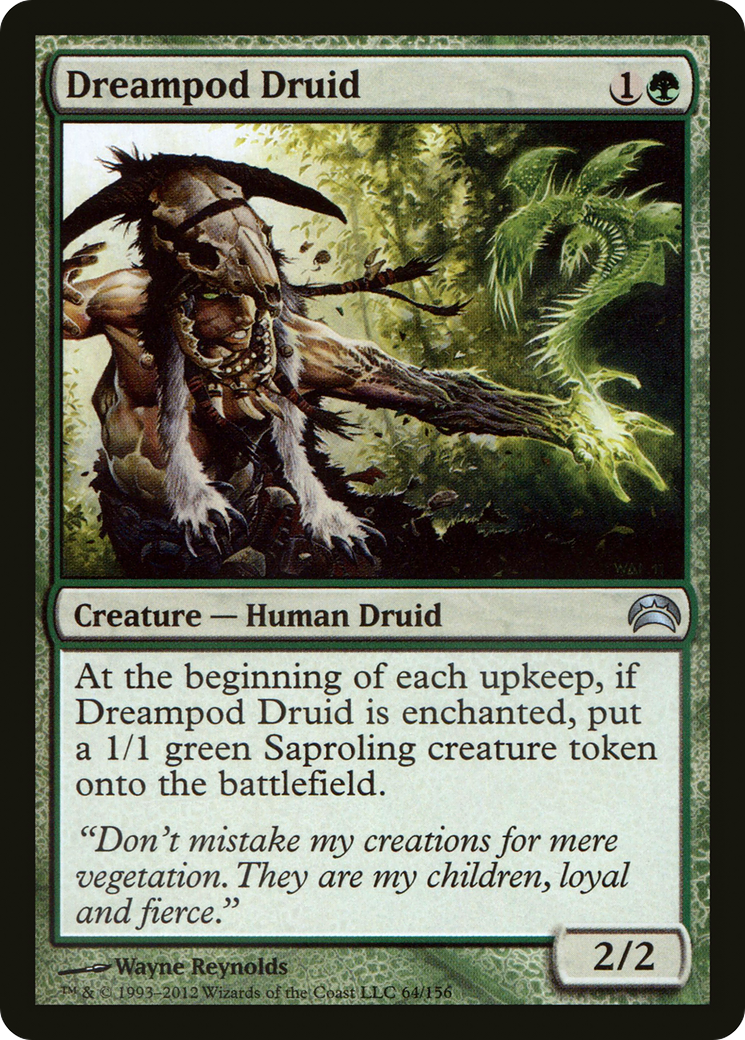 Dreampod Druid 1
WAR 11
Creature — Human Druid
At the beginning of each upkeep, if
Dreampod Druid is enchanted, put
a 1/1 green Saproling creature token
onto the battlefield.
“Don’t mistake my creations for mere
vegetation. They are my children, loyal
and fierce.”
2/2
Wayne Reynolds
™ & © 1993–2012 Wizards of the Coast LLC 64/156